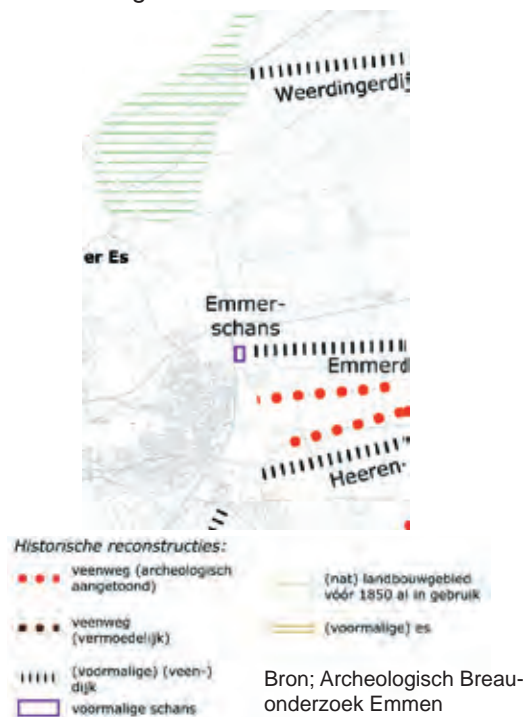 Weerdingerdij
er Es
Emmer-
schans
Emmerd
Heeren-
Historische reconstructies:
veenweg (archeologisch
aangetoond)
veenweg
(vermoedelijk)
(voormalige) (veen-)
dijk
voormalige schans
(nat) landbouwgebied
vóór 1850 al in gebruik
(voormalige) es
Bron; Archeologisch Breau-
onderzoek Emmen